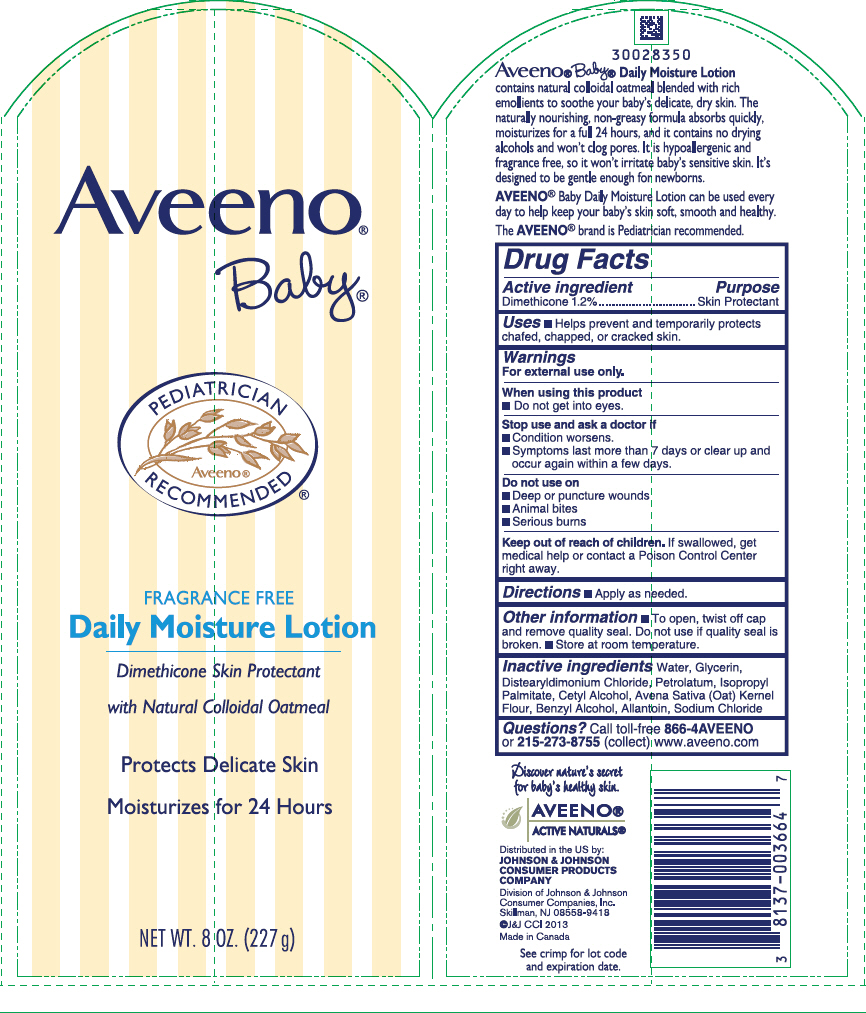 Aveeno®
Baby®
PEDIATRICIAN
Aveeno®
RECOMMENDED®
FRAGRANCE FREE
Daily Moisture Lotion
Dimethicone Skin Protectant
with Natural Colloidal Oatmeal
Protects Delicate Skin
Moisturizes for 24 Hours
NET WT. 8 OZ. (227 g)
30028350
Aveeno® Baby® Daily Moisture Lotion
contains natural colloidal oatmeal blended with rich
emollients to soothe your baby's delicate, dry skin. The
naturally nourishing, non-greasy formula absorbs quickly,
moisturizes for a full 24 hours, and it contains no drying
alcohols and won't clog pores. It is hypoallergenic and
fragrance free, so it won't irritate baby's sensitive skin. It's
designed to be gentle enough for newborns.
AVEENO® Baby Daily Moisture Lotion can be used every
day to help keep your baby's skin soft, smooth and healthy.
The AVEENO® brand is Pediatrician recommended.
Drug Facts
Active ingredient Purpose
Dimethicone 1.2%............................Skin Protectant
Uses ■ Helps prevent and temporarily protects
chafed, chapped, or cracked skin.
Warnings
For external use only.
When using this product
■ Do not get into eyes.
Stop use and ask a doctor if
■ Condition worsens.
■ Symptoms last more than 7 days or clear up and
occur again within a few days.
Do not use on
■ Deep or puncture wounds
■ Animal bites
■ Serious burns
Keep out of reach of children. If swallowed, get
medical help or contact a Poison Control Center
right away.
Directions ■ Apply as needed.
Other information ■ To open, twist off cap
and remove quality seal. Do not use if quality seal is
broken. ■ Store at room temperature.
Inactive ingredients Water, Glycerin,
Distearyldimonium Chloride, Petrolatum, Isopropyl
Palmitate, Cetyl Alcohol, Avena Sativa (Oat) Kernel
Flour, Benzyl Alcohol, Allantoin, Sodium Chloride
Questions? Call toll-free 866-4AVEENO
or 215-273-8755 (collect) www.aveeno.com
Discover nature's secret
for baby's healthy skin.
AVEENO®
ACTIVE NATURALS®
Distributed in the US by:
JOHNSON & JOHNSON
CONSUMER PRODUCTS
COMPANY
Division of Johnson & Johnson
Consumer Companies, Inc.
Skillman, NJ 08558-9418
©J&J CCI 2013
Made in Canada
See crimp for lot code
and expiration date.
3 8137-003664 7